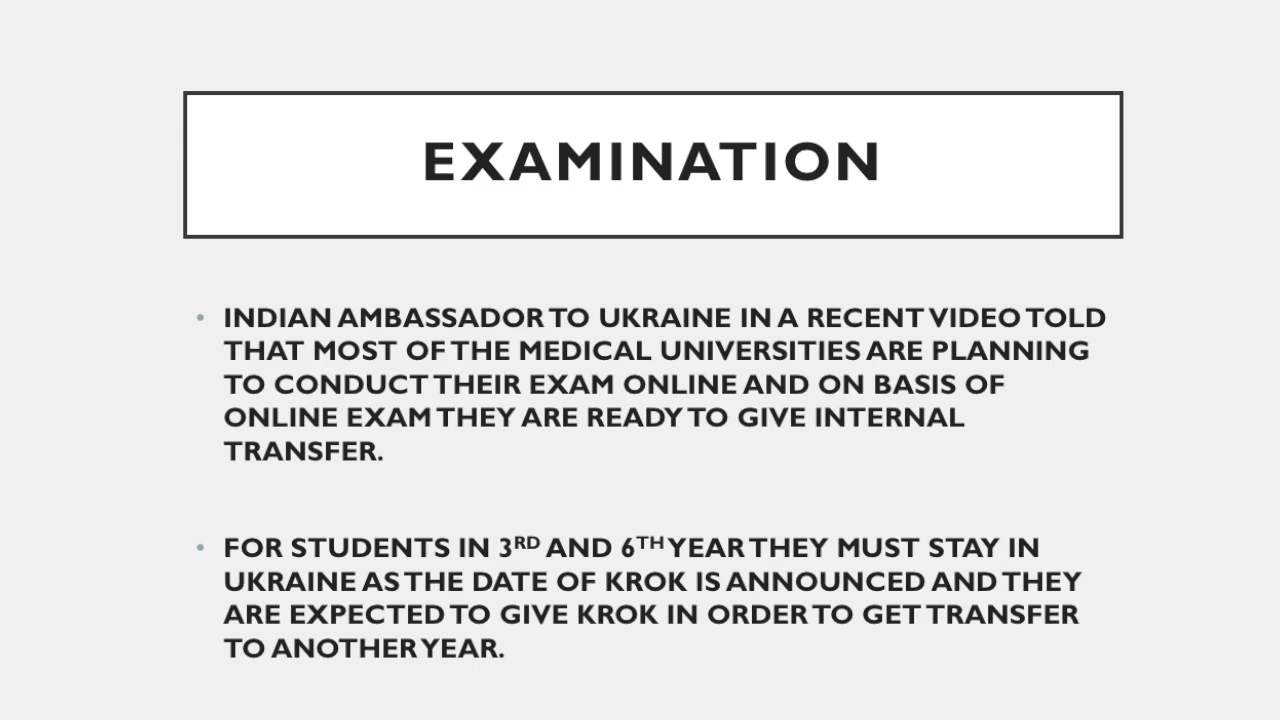 EXAMINATION
• INDIAN AMBASSADOR TO UKRAINE IN A RECENT VIDEO TOLD
THAT MOST OF THE MEDICAL UNIVERSITIES ARE PLANNING
TO CONDUCT THEIR EXAM ONLINE AND ON BASIS OF
ONLINE EXAM THEY ARE READY TO GIVE INTERNAL
TRANSFER.
• FOR STUDENTS IN 3RD AND 6TH YEAR THEY MUST STAY IN
UKRAINE AS THE DATE OF KROK IS ANNOUNCED AND THEY
ARE EXPECTED TO GIVE KROK IN ORDER TO GET TRANSFER
TO ANOTHER YEAR.